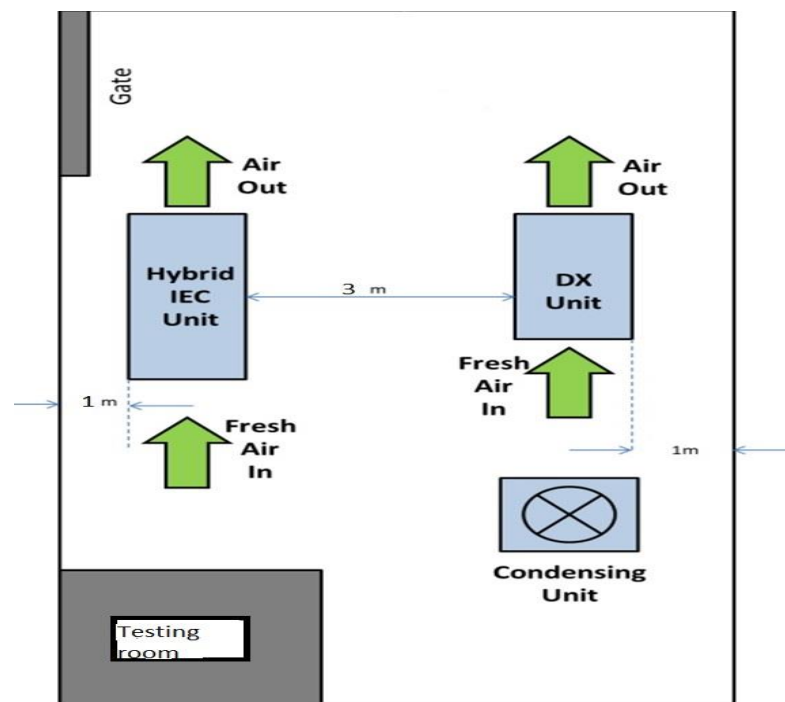 Gate
Air
Out
Air
Out
Hybrid
IEC
Unit
3 m
DX
Unit
Fresh
Air
In
1 m
Fresh
Air
In
1m
Condensing
Unit
Testing
room